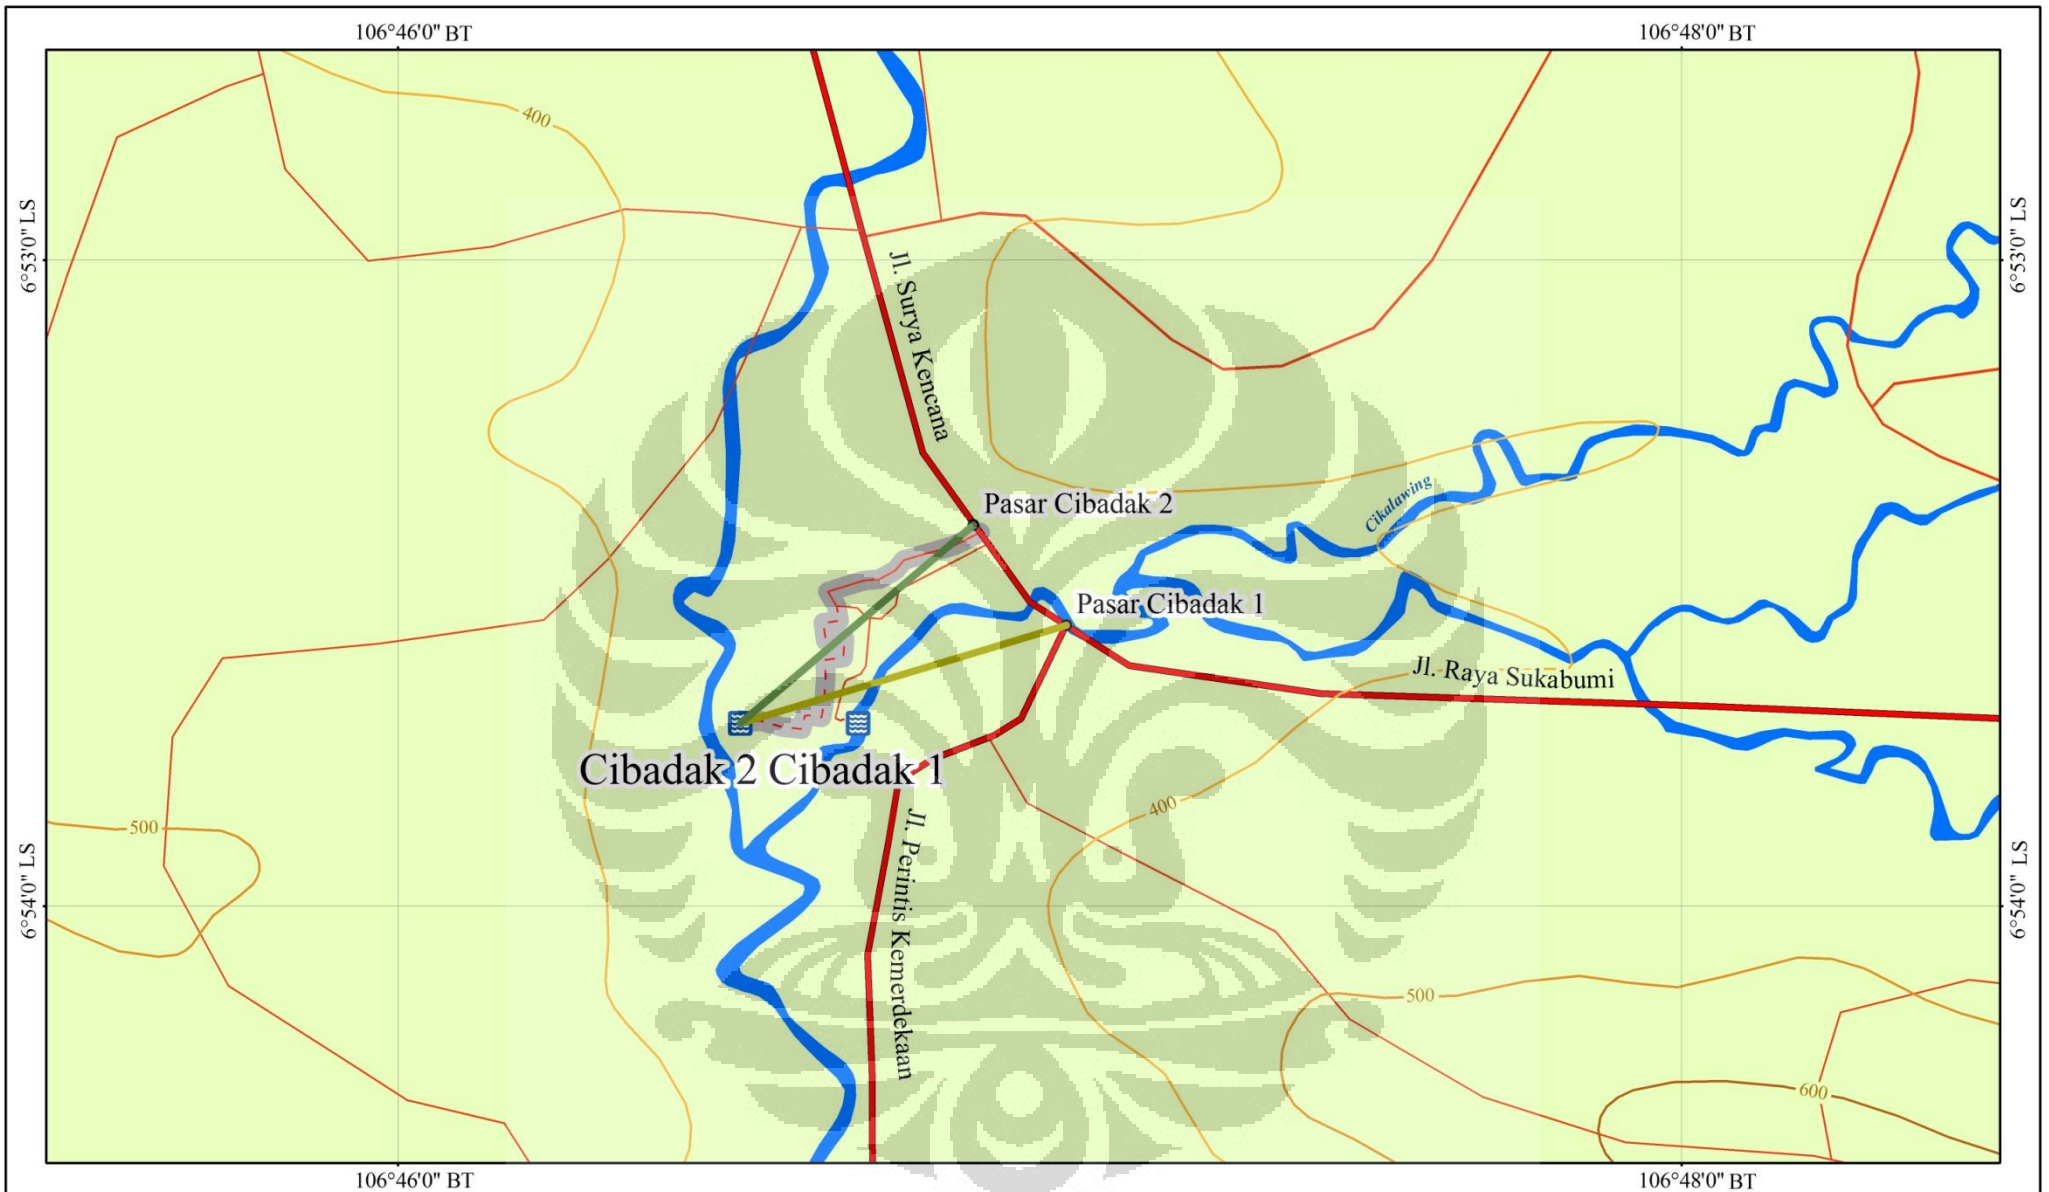 106°46'0" BT
106°48'0" BT
400
6°53'0" LS
6°53'0" LS
Jl. Surya Kencana
Pasar Cibadak 2
Cikalawing
Pasar Cibadak 1
Jl. Raya Sukabumi
Cibadak 2 Cibadak 1
400
500
Jl. Perintis Kemerdekaan
6°54'0" LS
6°54'0" LS
500
600
106°46'0" BT
106°48'0" BT